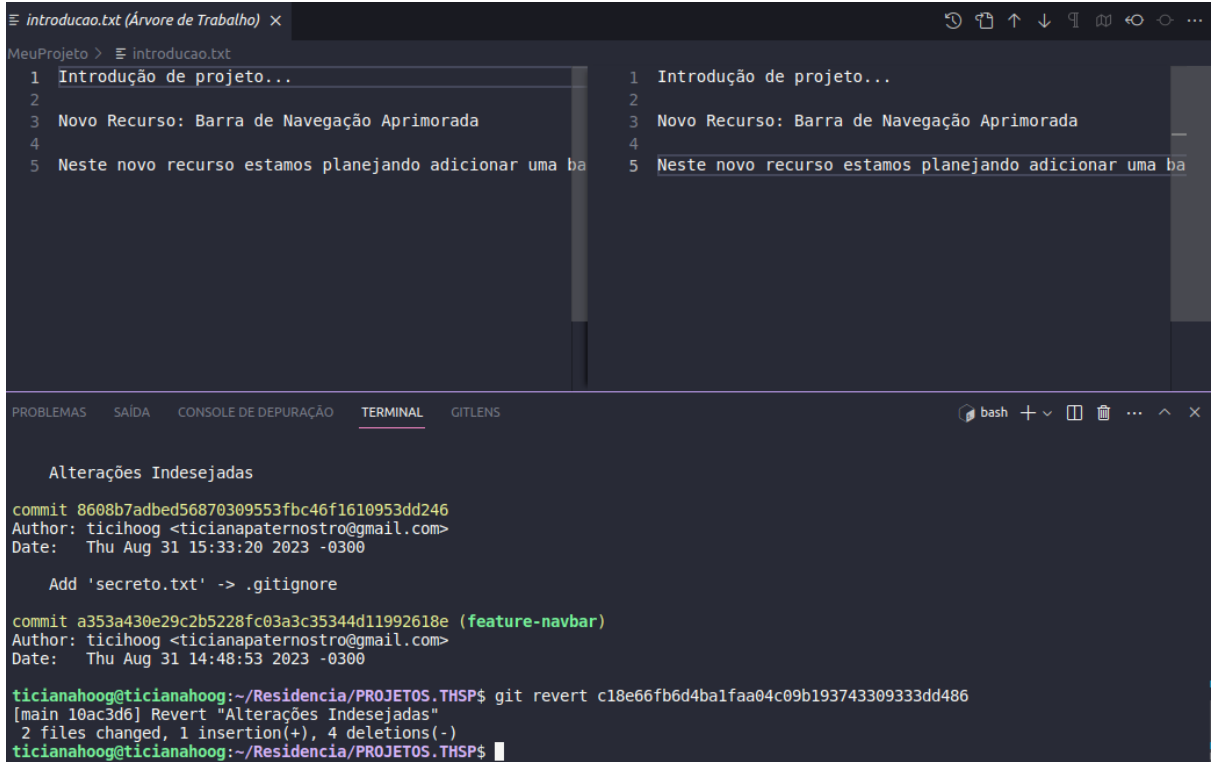 introducao.txt (Árvore de Trabalho)
MeuProjeto > introducao.txt
1 Introdução de projeto...
2
3 Novo Recurso: Barra de Navegação Aprimorada
4
5 Neste novo recurso estamos planejando adicionar uma ba
1 Introdução de projeto...
2
3 Novo Recurso: Barra de Navegação Aprimorada
4
5 Neste novo recurso estamos planejando adicionar uma ba
PROBLEMAS SAÍDA CONSOLE DE DEPURAÇÃO TERMINAL GITLENS bash
Alterações Indesejadas
commit 8608b7adbed56870309553fbc46f1610953dd246
Author: ticihoog <ticianapaternostro@gmail.com>
Date: Thu Aug 31 15:33:20 2023 -0300
Add 'secreto.txt' -> .gitignore
commit a353a430e29c2b5228fc03a3c35344d11992618e (feature-navbar)
Author: ticihoog <ticianapaternostro@gmail.com>
Date: Thu Aug 31 14:48:53 2023 -0300
ticianahoog@ticianahoog:~/Residencia/PROJETOS.THSP$ git revert c18e66fb6d4ba1faa04c09b193743309333dd486
[main 10ac3d6] Revert "Alterações Indesejadas"
2 files changed, 1 insertion(+), 4 deletions(-)
ticianahoog@ticianahoog:~/Residencia/PROJETOS.THSP$